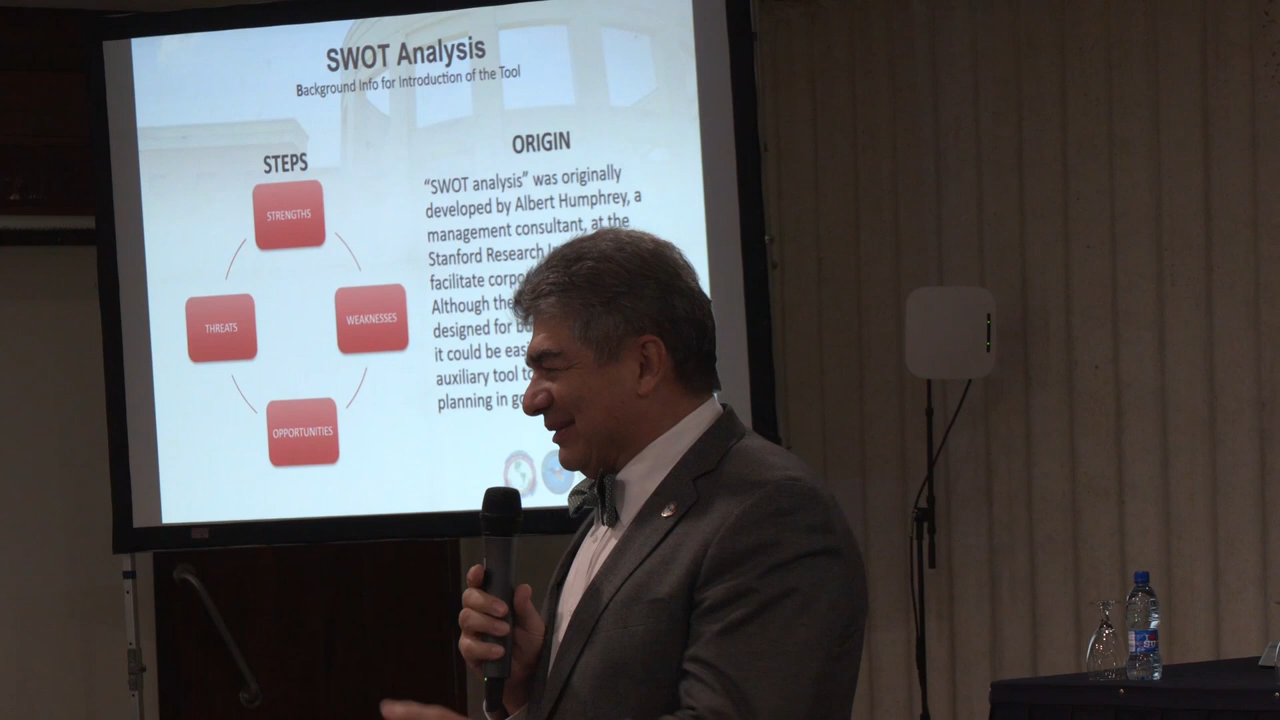 SWOT Analysis
Background Info for Introduction of the Tool
STEPS
STRENGTHS
THREATS
WEAKNESSES
OPPORTUNITIES
ORIGIN
“SWOT analysis” was originally
developed by Albert Humphrey, a
management consultant, at the
Stanford Research
facilitate
Although the
designed for
it could be
auxiliary tool
planning in